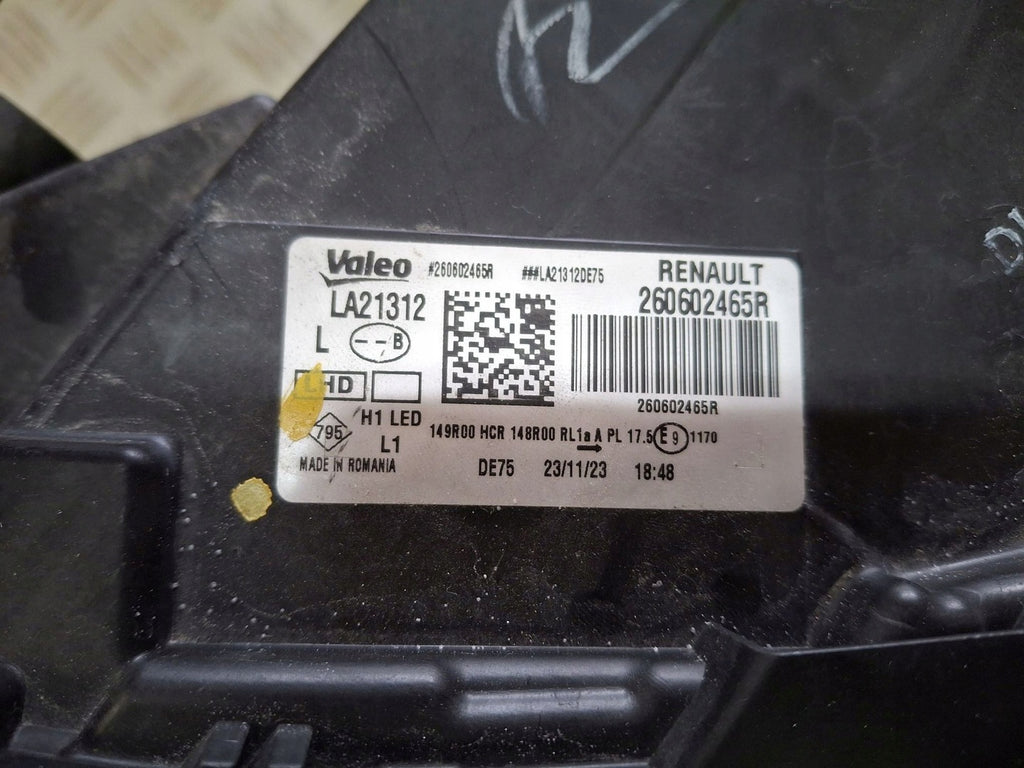 Valeo #260602465R ###LA21312DE75 RENAULT
LA21312 260602465R
L --B
LHD
260602465R
795 H1 LED
L1 149R00 HCR 148R00 RL1a A PL 17.5 E9 1170
MADE IN ROMANIA DE75 23/11/23 18:48